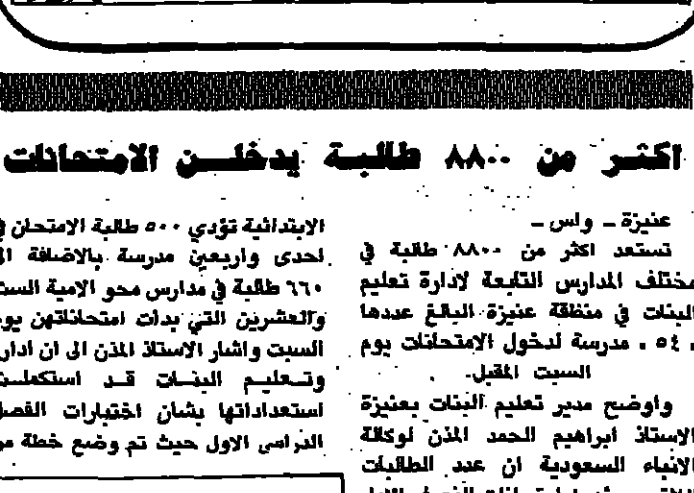 اكثر من ٨٨٠٠ طالبة يدخلن الامتحانات
عنيزة ـ واس ـ
تستعد اكثر من ٨٨٠٠ طالبة في
مختلف المدارس التابعة لادارة تعليم
البنات في منطقة عنيزة البالغ عددها
٥٤ مدرسة لدخول الامتحانات يوم
السبت المقبل.
واوضح مدير تعليم البنات بعنيزة
الاستاذ ابراهيم الحمد المذن لوكالة
الانباء السعودية ان عدد الطالبات
الابتدائية تؤدي ٥٠٠ طالبة الامتحان في
احدى واربعين مدرسة بالاضافة
٦٦٠ طالبة في مدارس محو الامية الست
والعشرين التي بدات امتحاناتهن يوم
السبت واشار الاستاذ المذن الى ان
وتعليم البنات قد استكملت
استعداداتها بشان اختبارات الفصل
الدراسي الاول حيث تم وضع خطة